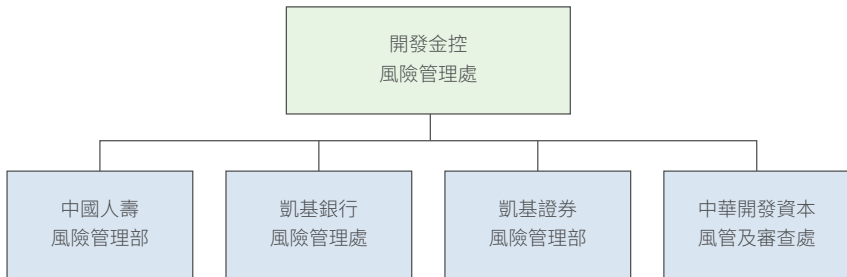 開發金控
風險管理處
中國人壽
風險管理部
凱基銀行
風險管理處
凱基證券
風險管理部
中華開發資本
風管及審查處